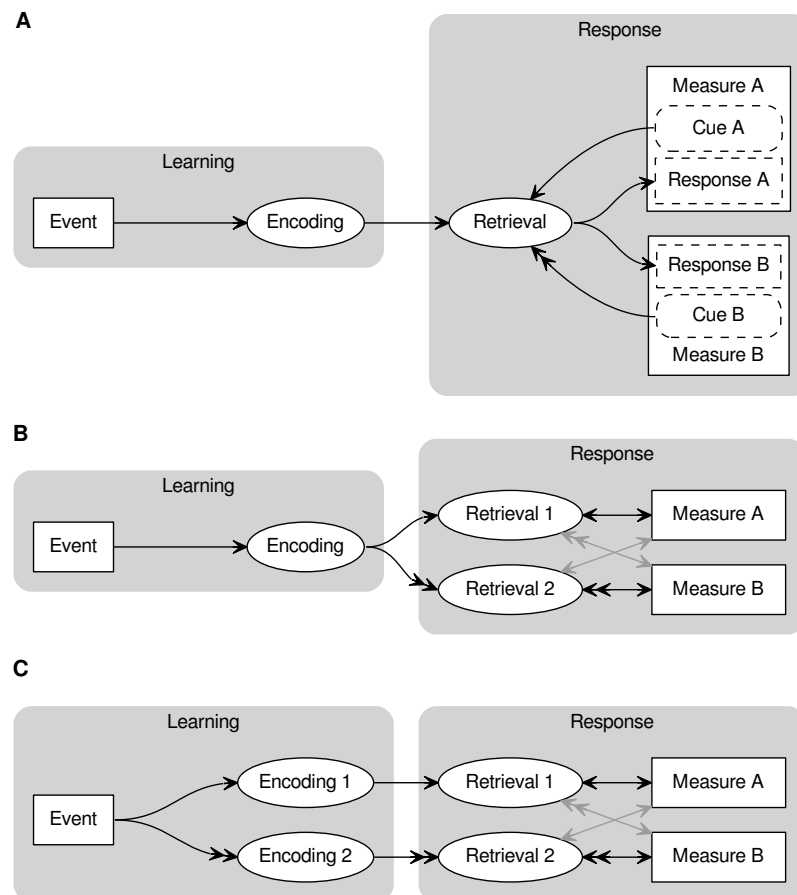 A
Response
Measure A
Cue A
Learning
Response A
Event
Encoding
Retrieval
Response B
Cue B
Measure B
B
Response
Learning
Retrieval 1
Measure A
Event
Encoding
Retrieval 2
Measure B
C
Learning
Response
Encoding 1
Retrieval 1
Measure A
Event
Encoding 2
Retrieval 2
Measure B